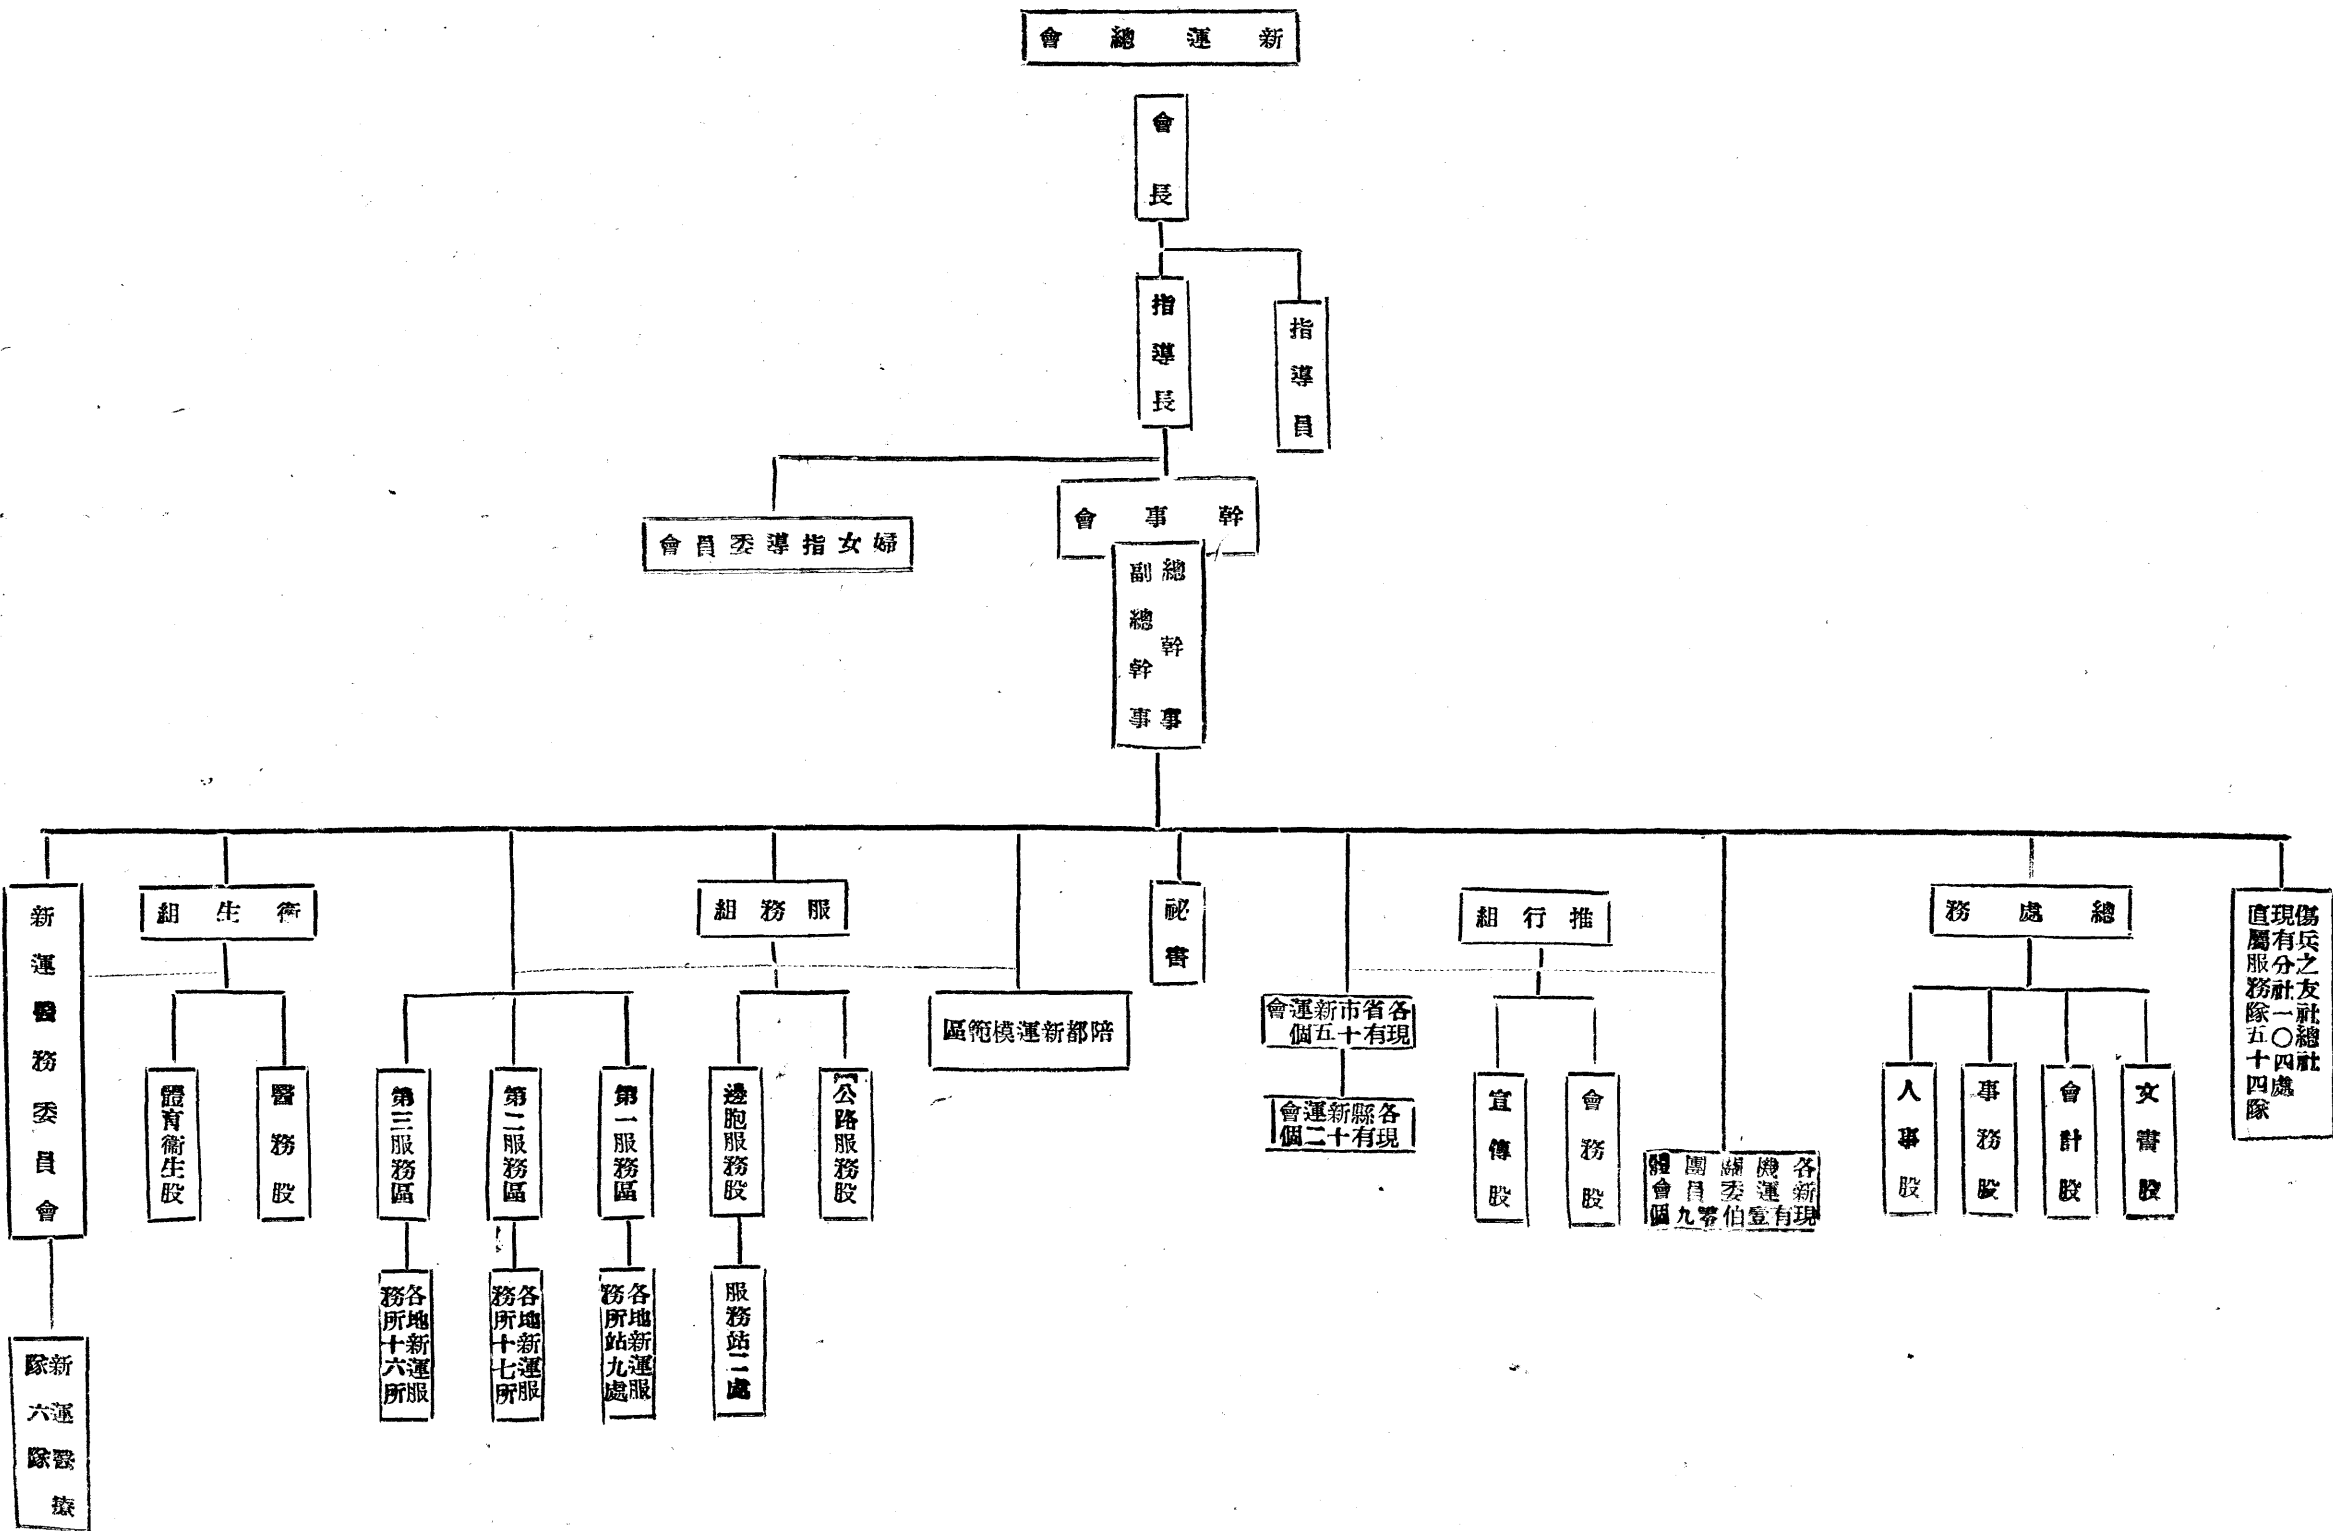 新運總會
會長
指導員
指導長
幹事會
婦女指導委員會
總幹事
副總幹事
傷兵之友社總社
現有分社一〇四處
直屬服務隊五十四隊
總處務
文書股
會計股
事務股
人事股
各機關團體
新運委員會
現有壹伯零九個
推行組
會務股
宣傳股
各省市新運會
現有十五個
各縣新運會
現有十二個
祕書
陪都新運模範區
服務組
公路服務股
邊胞服務股
服務站二處
第一服務區
各地新運服
務所站九處
第二服務區
各地新運服
務所十七所
第三服務區
各地新運服
務所十六所
衛生組
醫務股
體育衛生股
新運醫務委員會
新運醫療
隊六隊